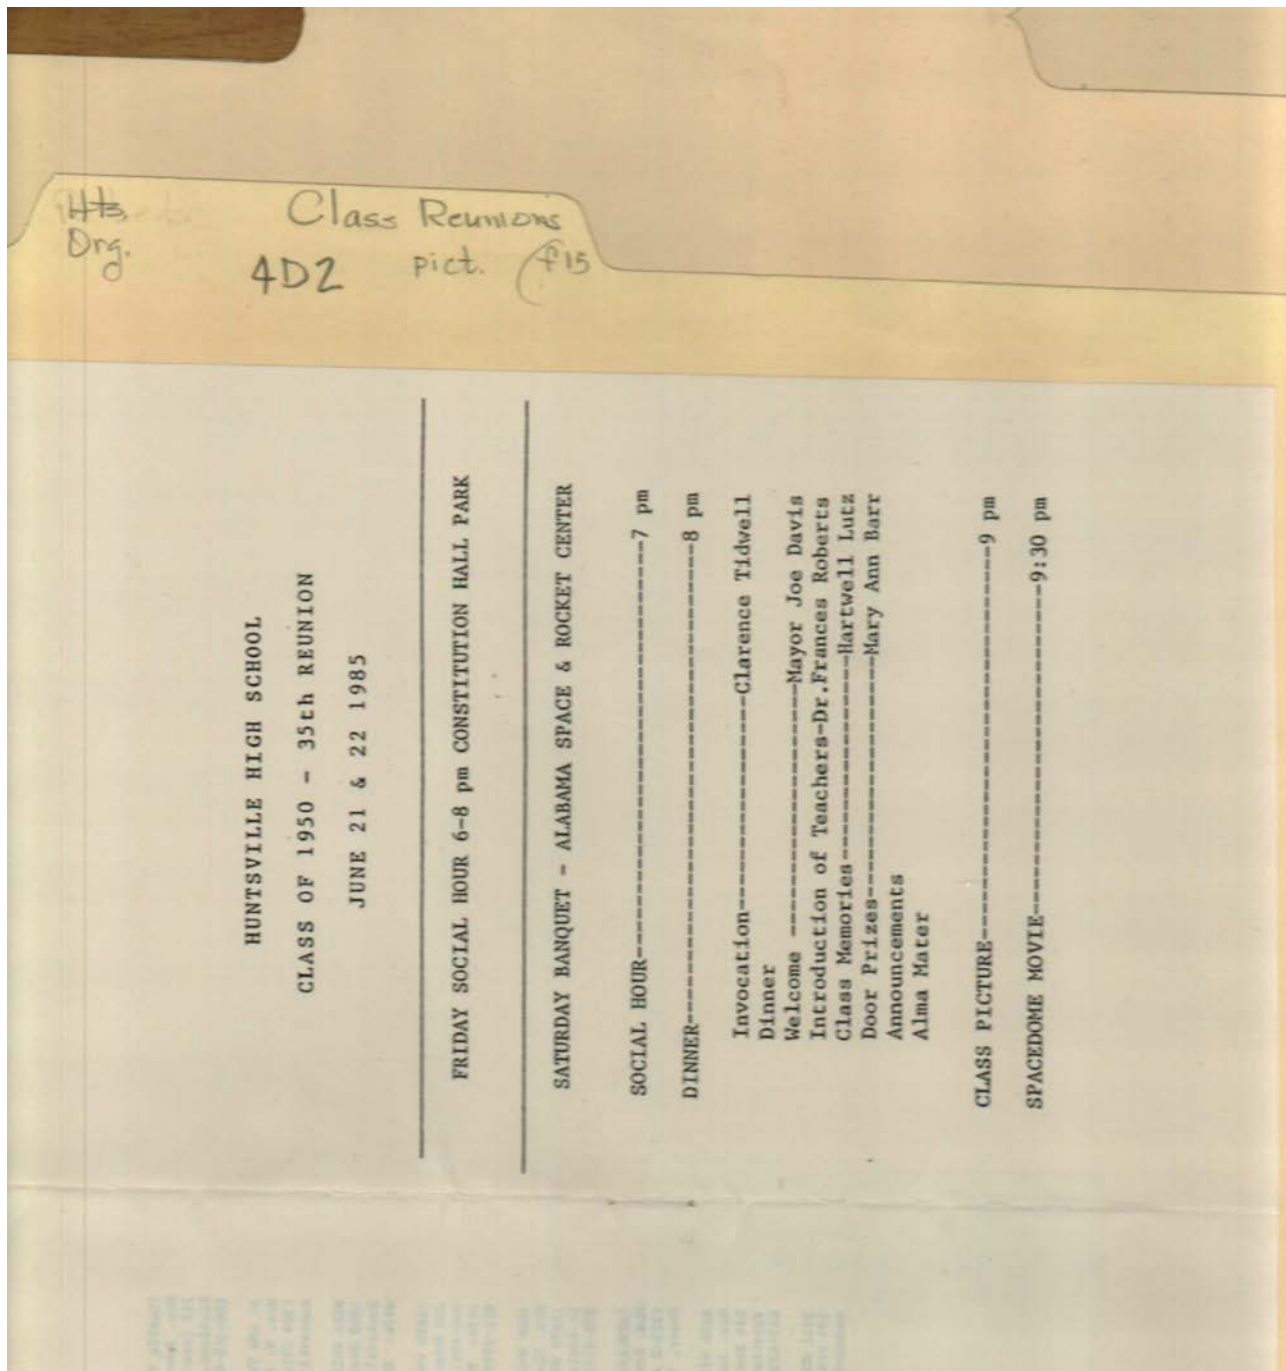 Hts.
Org.
Class Reunions
4D2 pict. f15
HUNTSVILLE HIGH SCHOOL
CLASS OF 1950 - 35th REUNION
JUNE 21 & 22 1985
FRIDAY SOCIAL HOUR 6-8 pm CONSTITUTION HALL PARK
SATURDAY BANQUET - ALABAMA SPACE & ROCKET CENTER
SOCIAL HOUR----------------------------------7 pm
DINNER---------------------------------------8 pm
Invocation-----------------Clarence Tidwell
Dinner
Welcome -------------------Mayor Joe Davis
Introduction of Teachers-Dr.Frances Roberts
Class Memories-----------------Hartwell Lutz
Door Prizes-------------------Mary Ann Barr
Announcements
Alma Mater
CLASS PICTURE--------------------------------9 pm
SPACEDOME MOVIE---------------------------9:30 pm